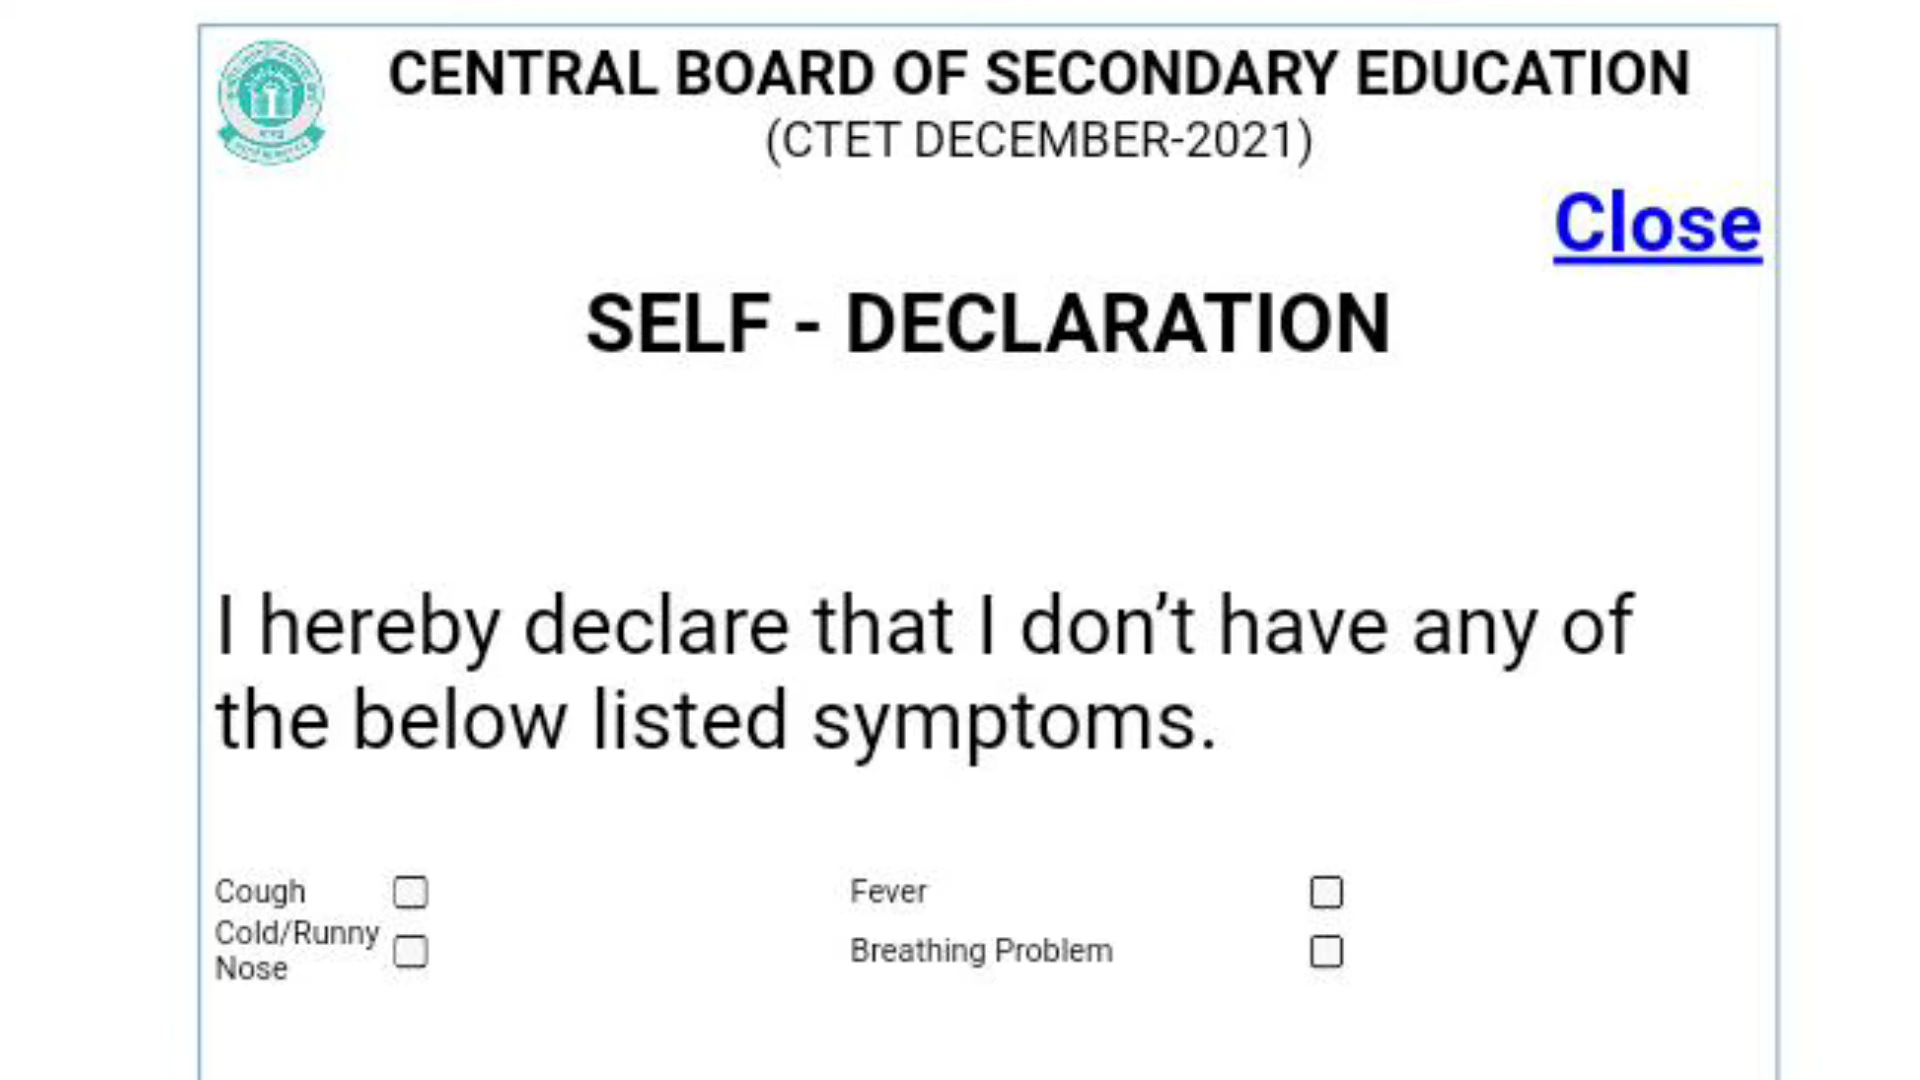 CENTRAL BOARD OF SECONDARY EDUCATION
(CTET DECEMBER-2021)
Close
SELF - DECLARATION
I hereby declare that I don’t have any of
the below listed symptoms.
Cough
Fever
Cold/Runny
Nose
Breathing Problem